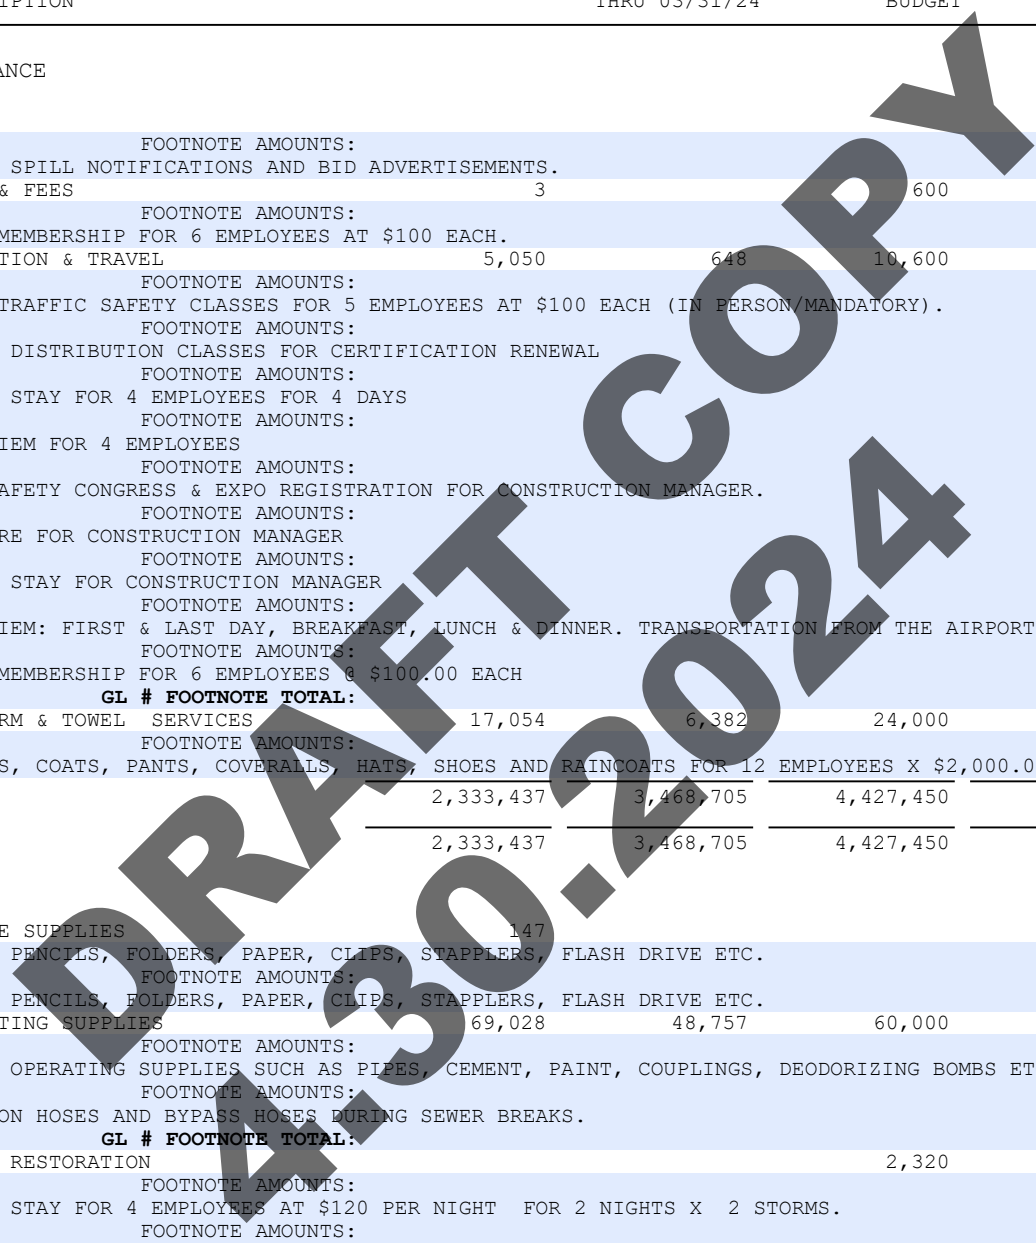 THRU 03/31/24 BUDGET
ANCE
FOOTNOTE AMOUNTS:
SPILL NOTIFICATIONS AND BID ADVERTISEMENTS.
& FEES 3 600
FOOTNOTE AMOUNTS:
MEMBERSHIP FOR 6 EMPLOYEES AT $100 EACH.
TION & TRAVEL 5,050 648 10,600
FOOTNOTE AMOUNTS:
TRAFFIC SAFETY CLASSES FOR 5 EMPLOYEES AT $100 EACH (IN PERSON/MANDATORY).
FOOTNOTE AMOUNTS:
DISTRIBUTION CLASSES FOR CERTIFICATION RENEWAL
FOOTNOTE AMOUNTS:
STAY FOR 4 EMPLOYEES FOR 4 DAYS
FOOTNOTE AMOUNTS:
IEM FOR 4 EMPLOYEES
FOOTNOTE AMOUNTS:
AFETY CONGRESS & EXPO REGISTRATION FOR CONSTRUCTION MANAGER.
FOOTNOTE AMOUNTS:
RE FOR CONSTRUCTION MANAGER
FOOTNOTE AMOUNTS:
STAY FOR CONSTRUCTION MANAGER
FOOTNOTE AMOUNTS:
IEM: FIRST & LAST DAY, BREAKFAST, LUNCH & DINNER. TRANSPORTATION FROM THE AIRPORT
FOOTNOTE AMOUNTS:
MEMBERSHIP FOR 6 EMPLOYEES @ $100.00 EACH
GL # FOOTNOTE TOTAL:
RM & TOWEL SERVICES 17,054 6,382 24,000
FOOTNOTE AMOUNTS:
S, COATS, PANTS, COVERALLS, HATS, SHOES AND RAINCOATS FOR 12 EMPLOYEES X $2,000.0
2,333,437 3,468,705 4,427,450
2,333,437 3,468,705 4,427,450
E SUPPLIES 147
PENCILS, FOLDERS, PAPER, CLIPS, STAPPLERS, FLASH DRIVE ETC.
FOOTNOTE AMOUNTS:
PENCILS, FOLDERS, PAPER, CLIPS, STAPPLERS, FLASH DRIVE ETC.
TING SUPPLIES 69,028 48,757 60,000
FOOTNOTE AMOUNTS:
OPERATING SUPPLIES SUCH AS PIPES, CEMENT, PAINT, COUPLINGS, DEODORIZING BOMBS ET
FOOTNOTE AMOUNTS:
ON HOSES AND BYPASS HOSES DURING SEWER BREAKS.
GL # FOOTNOTE TOTAL:
RESTORATION 2,320
FOOTNOTE AMOUNTS:
STAY FOR 4 EMPLOYEES AT $120 PER NIGHT FOR 2 NIGHTS X 2 STORMS.
FOOTNOTE AMOUNTS:
DRAFT COPY
4.30.2024